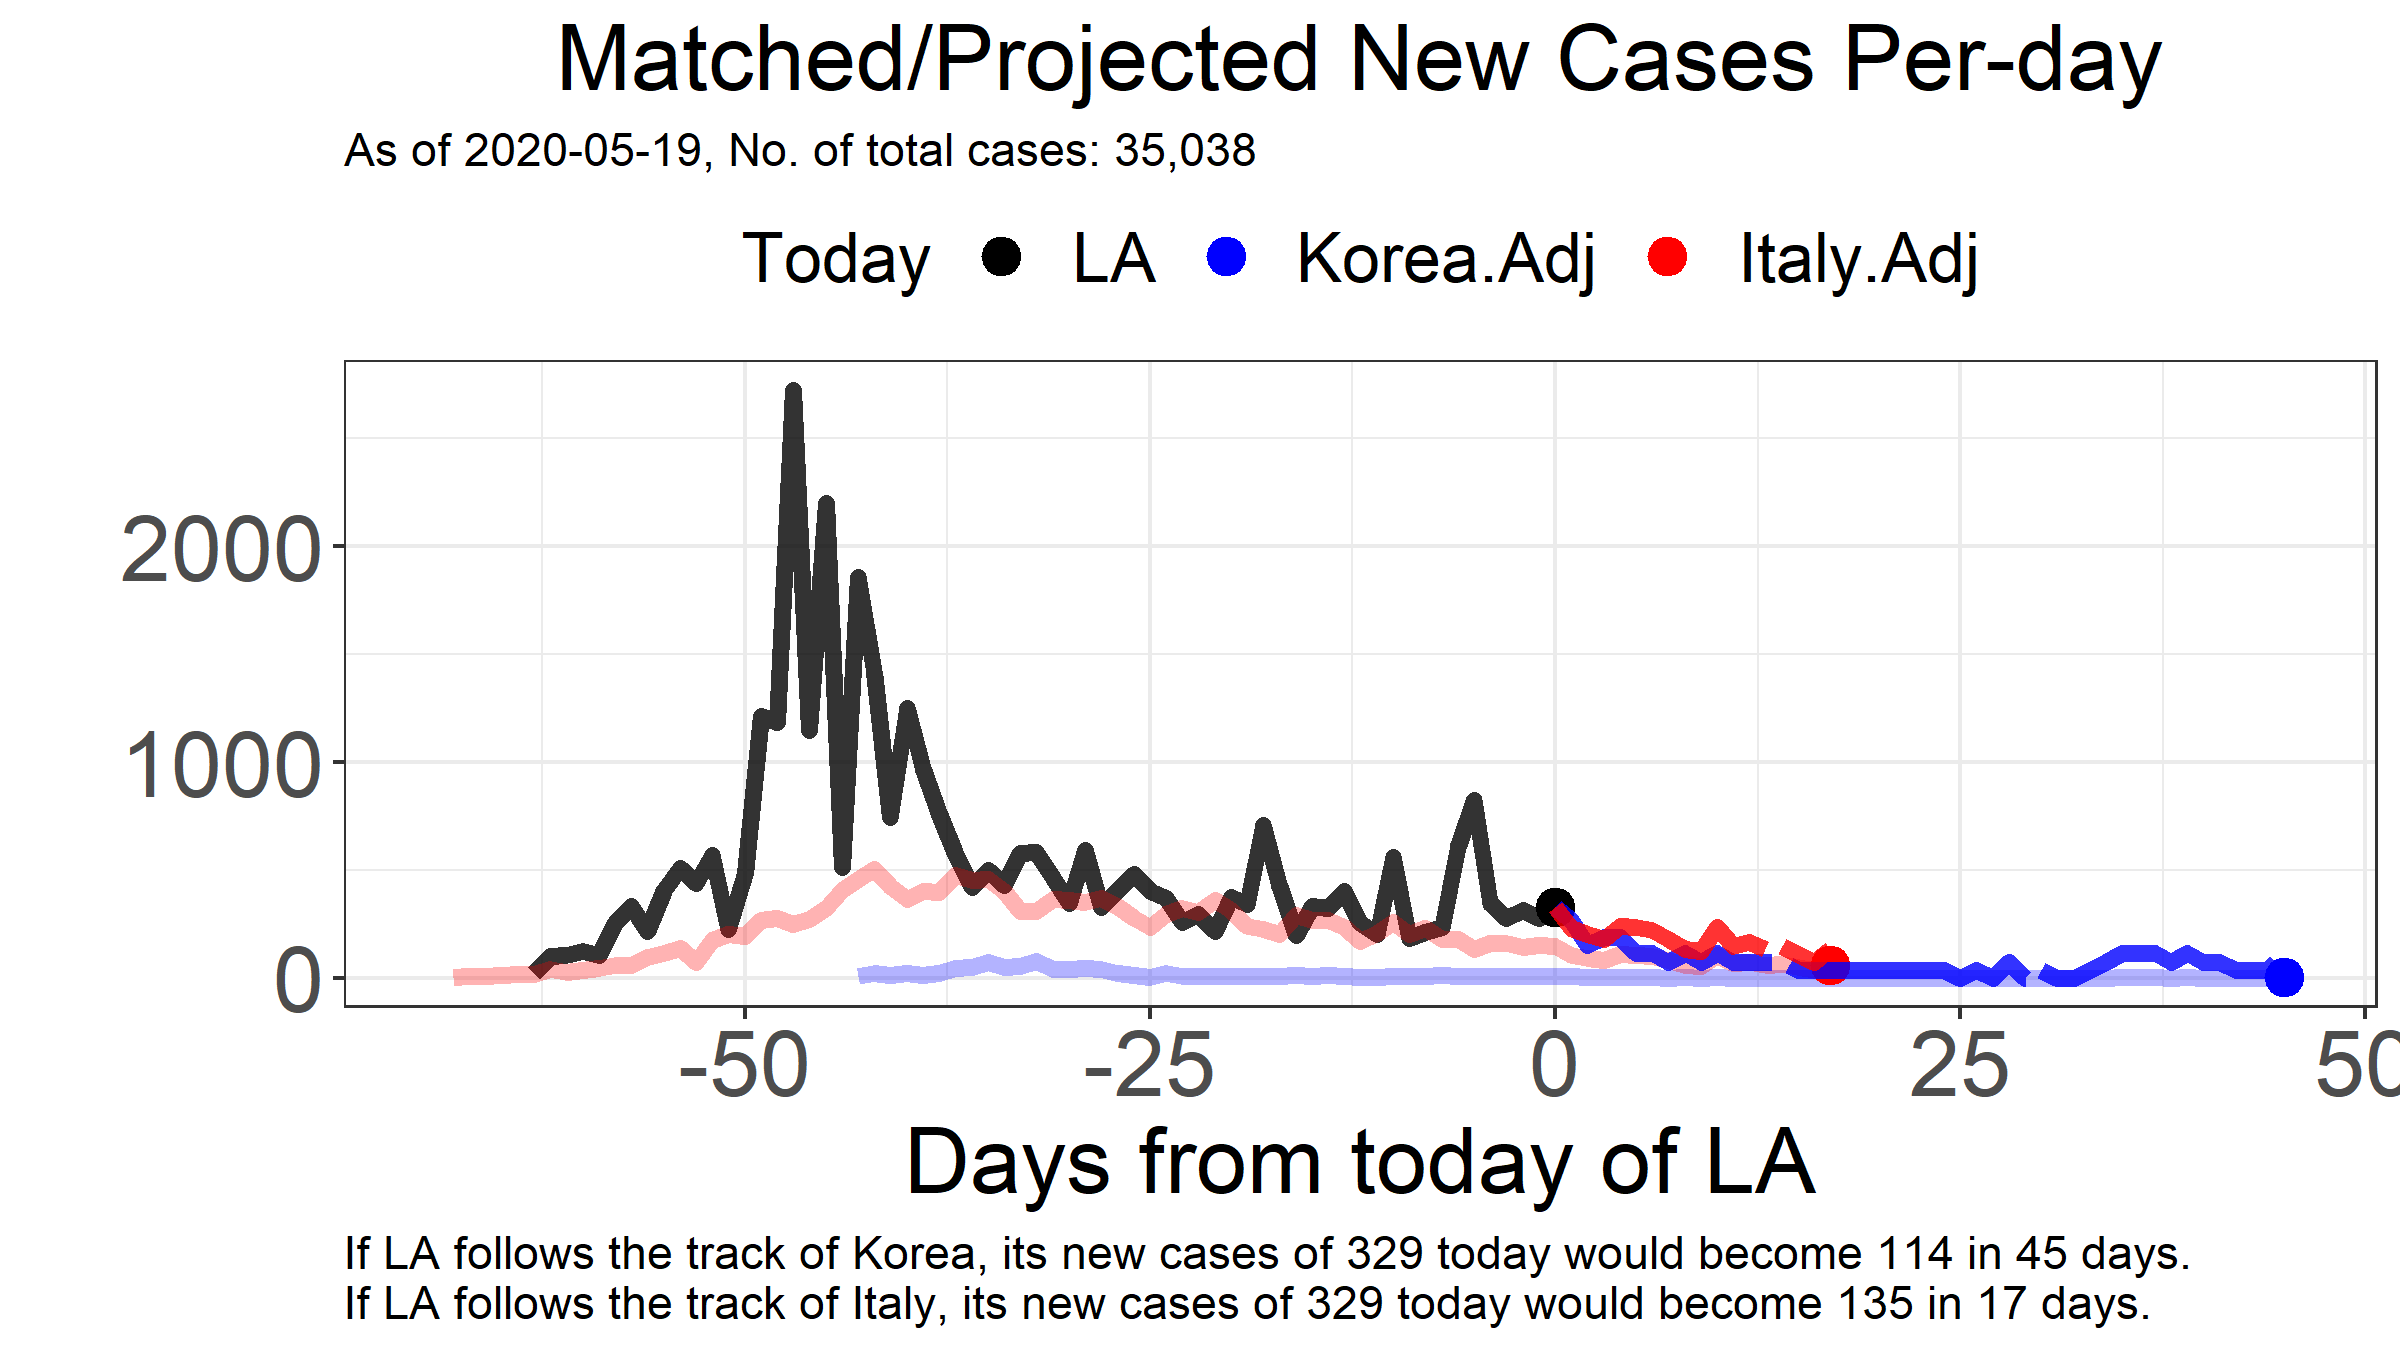 Matched/Projected New Cases Per-day
As of 2020-05-19, No. of total cases: 35,038
Today LA Korea.Adj Italy.Adj
2000
1000
0
-50 -25 0 25 50
Days from today of LA
If LA follows the track of Korea, its new cases of 329 today would become 114 in 45 days.
If LA follows the track of Italy, its new cases of 329 today would become 135 in 17 days.